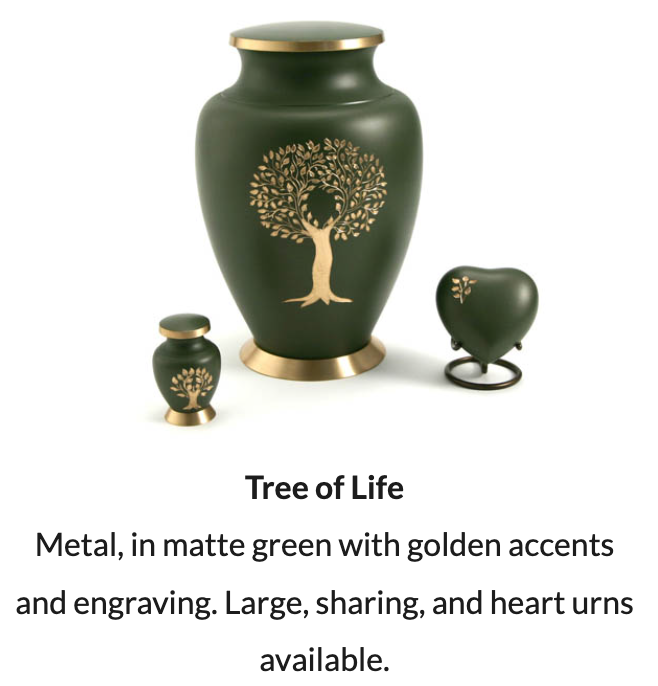 Tree of Life
Metal, in matte green with golden accents
and engraving. Large, sharing, and heart urns
available.